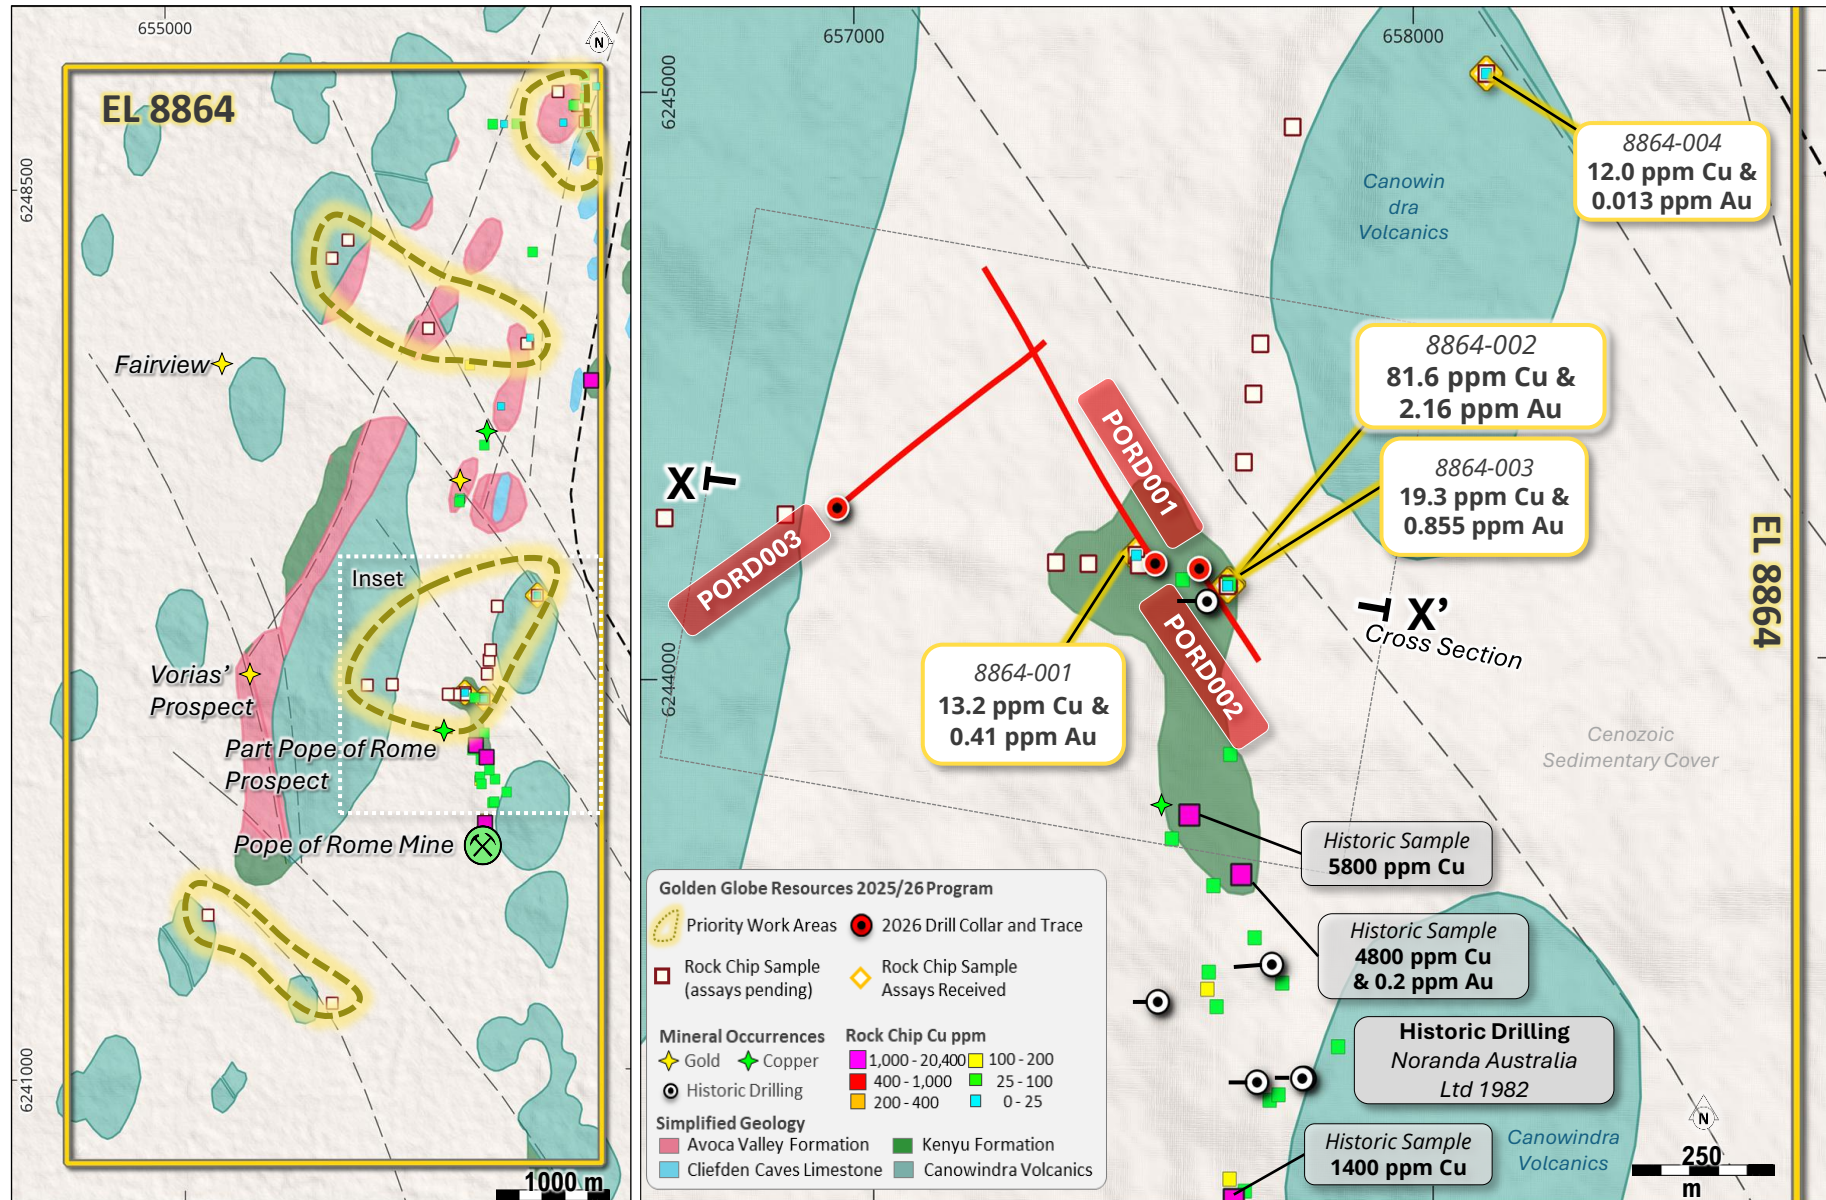 655000
N
EL 8864
6248500
Fairview
Inset
Vorias'
Prospect
Part Pope of Rome
Prospect
Pope of Rome Mine
6241000
1000 m
657000
658000
6245000
6244000
8864-004
12.0 ppm Cu &
0.013 ppm Au
Canowin
dra
Volcanics
8864-002
81.6 ppm Cu &
2.16 ppm Au
8864-003
19.3 ppm Cu &
0.855 ppm Au
X
PORD003
PORD001
PORD002
X'
Cross Section
EL 8864
8864-001
13.2 ppm Cu &
0.41 ppm Au
Cenozoic
Sedimentary Cover
Historic Sample
5800 ppm Cu
Historic Sample
4800 ppm Cu
& 0.2 ppm Au
Historic Drilling
Noranda Australia
Ltd 1982
Historic Sample
1400 ppm Cu
Canowindra
Volcanics
N
250
m
Golden Globe Resources 2025/26 Program
Priority Work Areas
2026 Drill Collar and Trace
Rock Chip Sample
(assays pending)
Rock Chip Sample
Assays Received
Mineral Occurrences
Gold
Copper
Historic Drilling
Rock Chip Cu ppm
1,000 - 20,400
100 - 200
400 - 1,000
25 - 100
200 - 400
0 - 25
Simplified Geology
Avoca Valley Formation
Kenyu Formation
Cliefden Caves Limestone
Canowindra Volcanics